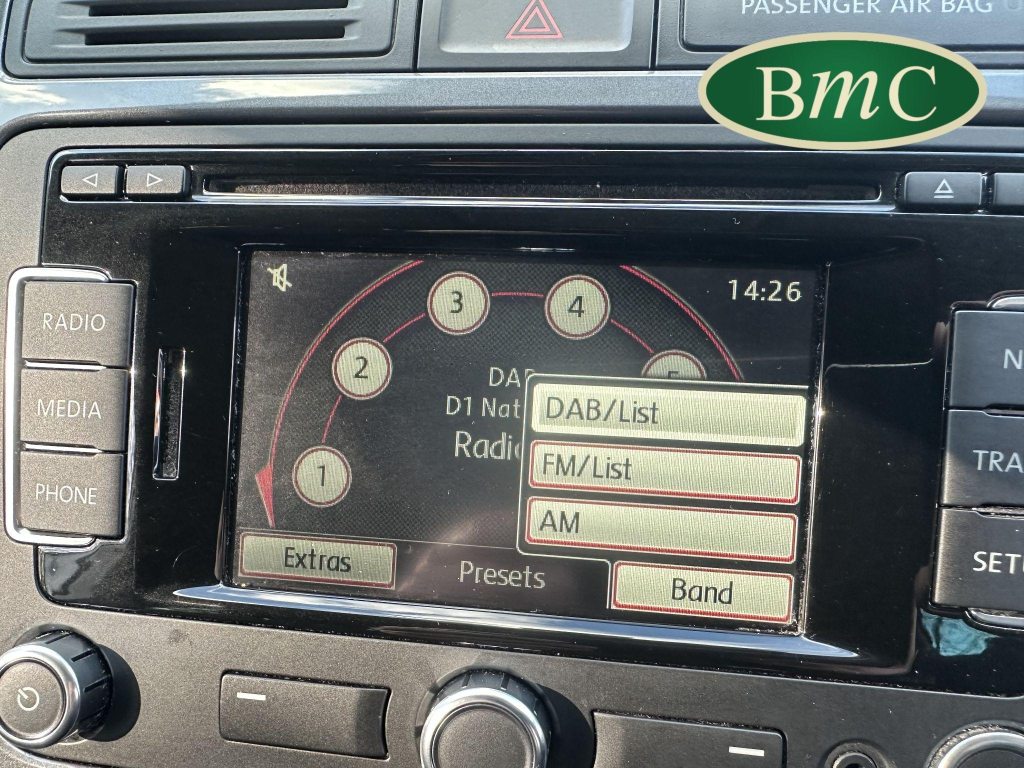 PASSENGER AIR BAG
BmC
RADIO
MEDIA
PHONE
14:26
1
2
3
4
D1
DAB/List
FM/List
AM
Extras
Presets
Band